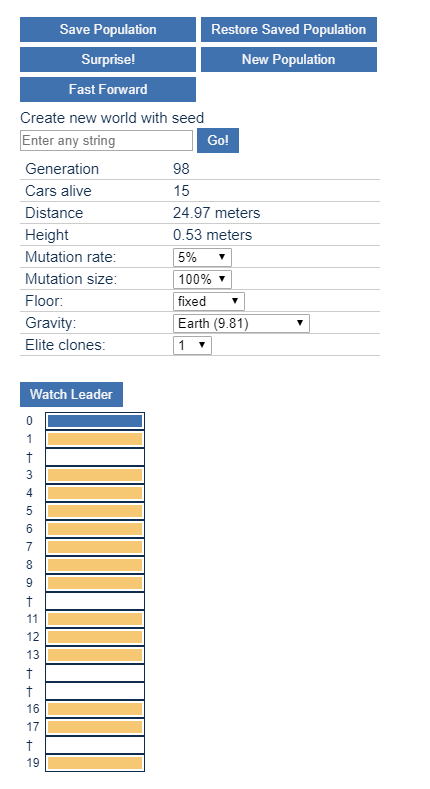 Save Population Restore Saved Population
Surprise! New Population
Fast Forward
Create new world with seed
Enter any string Go!
Generation 98
Cars alive 15
Distance 24.97 meters
Height 0.53 meters
Mutation rate: 5%
Mutation size: 100%
Floor: fixed
Gravity: Earth (9.81)
Elite clones: 1
Watch Leader
0
1
†
3
4
5
6
7
8
9
†
11
12
13
†
†
16
17
†
19